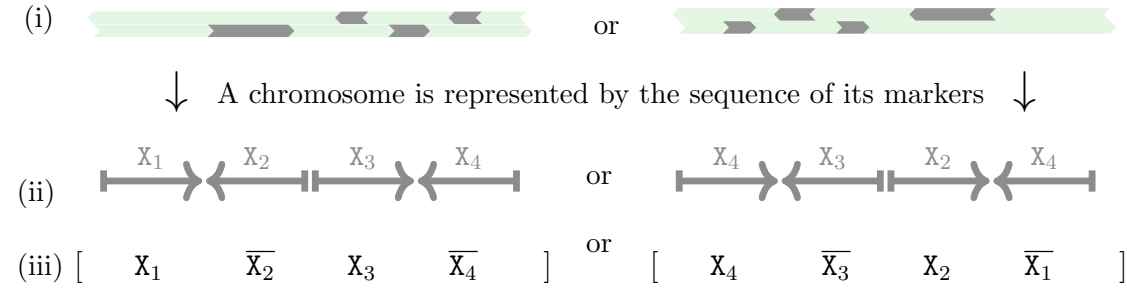 (i) or
A chromosome is represented by the sequence of its markers
X₁ X₂ X₃ X₄ X₄ X₃ X₂ X₄
(ii) or
or
(iii) [ X₁ X̅₂ X₃ X̅₄ ] [ X₄ X̅₃ X₂ X̅₁ ]